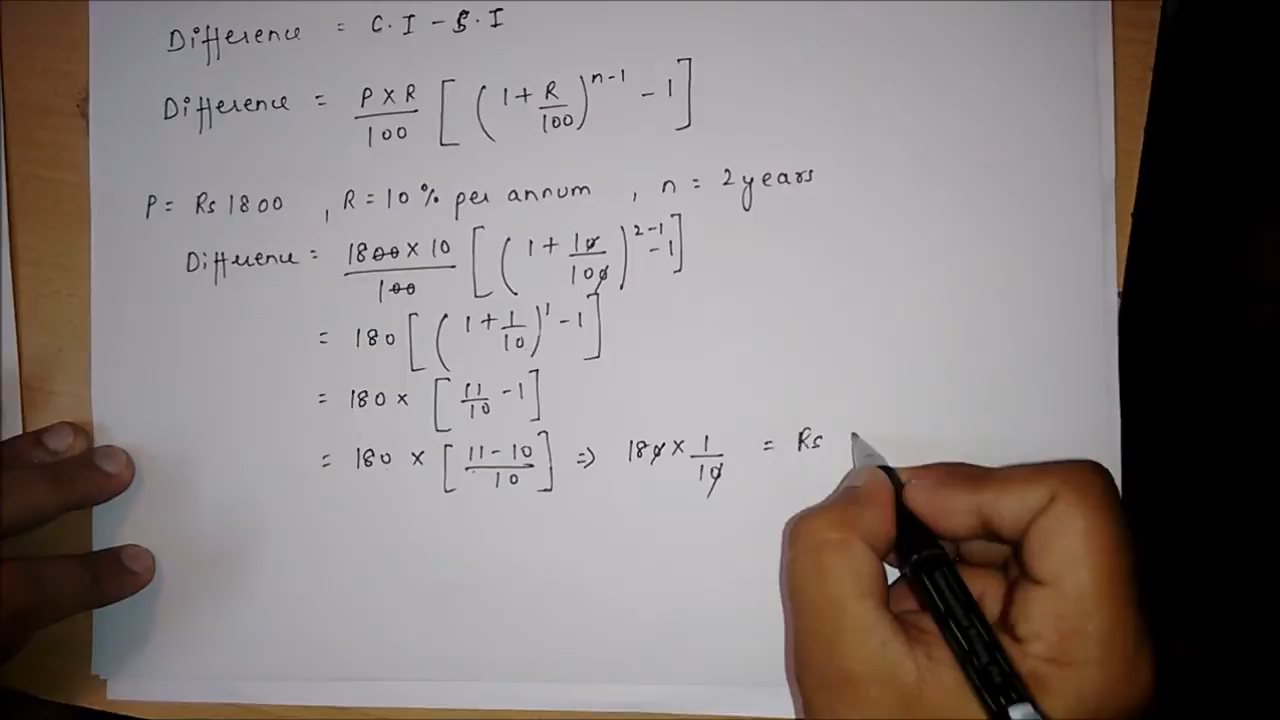 Difference = C.I - S.I
Difference = P × R / 100 [ ( 1 + R/100 )^n-1 - 1 ]
P = Rs 1800 , R = 10% per annum , n = 2 years
Difference = 1800 × 10 / 100 [ ( 1 + 10/100 )^2-1 - 1 ]
= 180 [ ( 1 + 1/10 )^1 - 1 ]
= 180 × [ 11/10 - 1 ]
= 180 × [ 11 - 10 / 10 ] => 180 × 1/10 = Rs